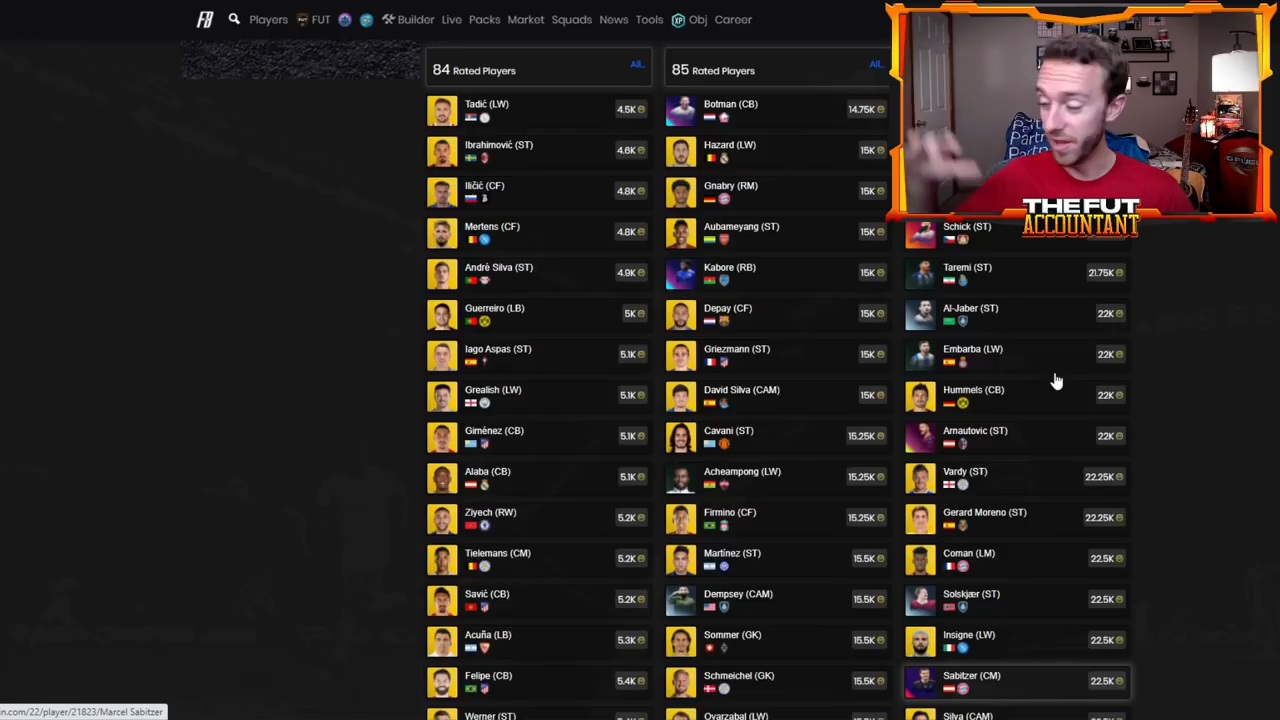 FB Players FUT Builder Live Packs Market Squads News Tools XP Obj Career
84 Rated Players All..
Tadić (LW) 4.5K
Ibrahimović (ST) 4.6K
Iličić (CF) 4.8K
Mertens (CF) 4.8K
André Silva (ST) 4.9K
Guerreiro (LB) 5K
Iago Aspas (ST) 5.1K
Grealish (LW) 5.1K
Giménez (CB) 5.1K
Alaba (CB) 5.1K
Ziyech (RW) 5.2K
Tielemans (CM) 5.2K
Savić (CB) 5.2K
Acuña (LB) 5.3K
Felipe (CB) 5.4K
Werner (ST)
85 Rated Players All..
Botman (CB) 14.75K
Hazard (LW) 15K
Gnabry (RM) 15K
Aubameyang (ST) 15K
Kabore (RB) 15K
Depay (CF) 15K
Griezmann (ST) 15K
David Silva (CAM) 15K
Cavani (ST) 15.25K
Acheampong (LW) 15.25K
Firmino (CF) 15.25K
Martínez (ST) 15.5K
Dempsey (CAM) 15.5K
Sommer (GK) 15.5K
Schmeichel (GK) 15.5K
Oyarzabal (LW)
Schick (ST)
Taremi (ST) 21.75K
Al-Jaber (ST) 22K
Embarba (LW) 22K
Hummels (CB) 22K
Arnautovic (ST) 22K
Vardy (ST) 22.25K
Gerard Moreno (ST) 22.25K
Coman (LM) 22.5K
Solskjær (ST) 22.5K
Insigne (LW) 22.5K
Sabitzer (CM) 22.5K
Silva (CAM)
THE FUT
ACCOUNTANT
in.com/22/player/21823/Marcel Sabitzer